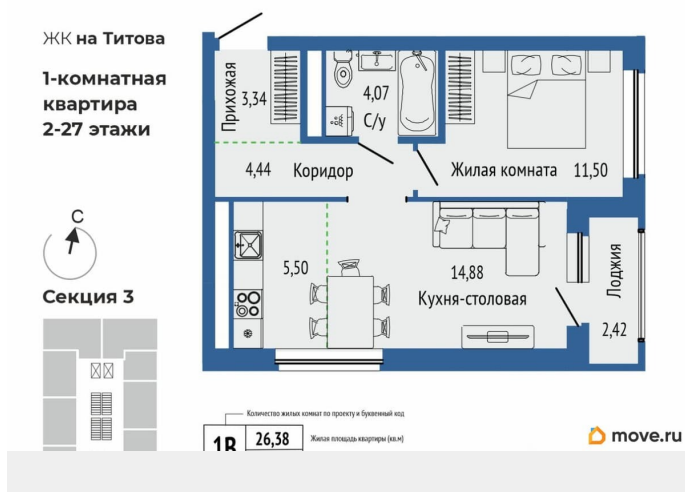 ЖК на Титова
1-комнатная
квартира
2-27 этажи
С
Секция 3
Прихожая
3,34
4,07
С/у
4,44 Коридор
Жилая комната 11,50
5,50
14,88
Кухня-столовая
Лоджия
2,42
Количество жилых комнат по проекту и буквенный код
1В
26,38 Жилая площадь квартиры (кв.м)
move.ru